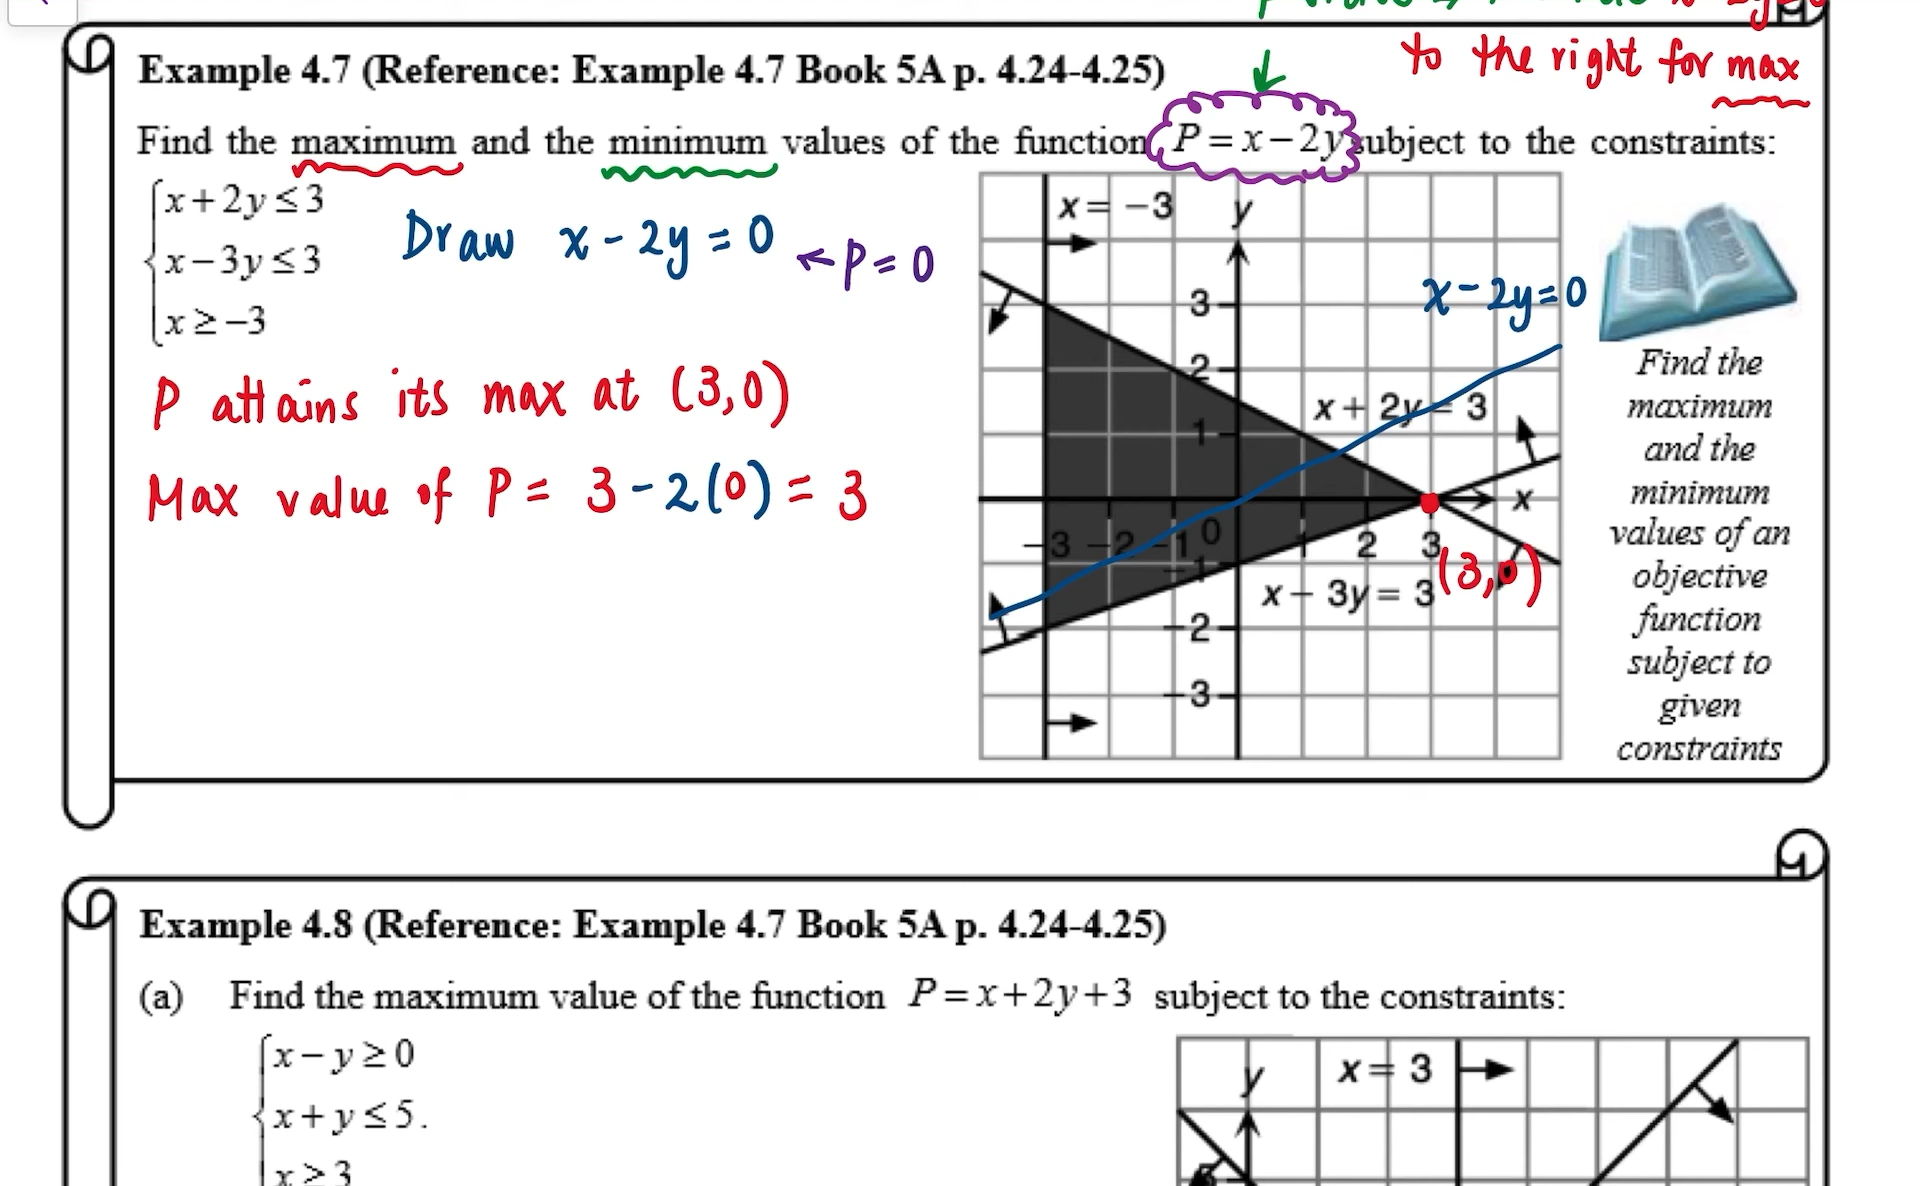 to the right for max
Example 4.7 (Reference: Example 4.7 Book 5A p. 4.24-4.25)
Find the maximum and the minimum values of the function P = x − 2y subject to the constraints:
x + 2y ≤ 3
x − 3y ≤ 3
x ≥ −3
Draw x - 2y = 0 ← P = 0
P attains its max at (3,0)
Max value of P = 3 - 2(0) = 3
x = −3
y
3
2
1
x - 2y = 0
x + 2y = 3
x
−3 −2 −1 0 1 2 3
−1
(3,0)
x − 3y = 3
−2
−3
Find the
maximum
and the
minimum
values of an
objective
function
subject to
given
constraints
Example 4.8 (Reference: Example 4.7 Book 5A p. 4.24-4.25)
(a) Find the maximum value of the function P = x + 2y + 3 subject to the constraints:
x − y ≥ 0
x + y ≤ 5.
x ≥ 3
y
x = 3